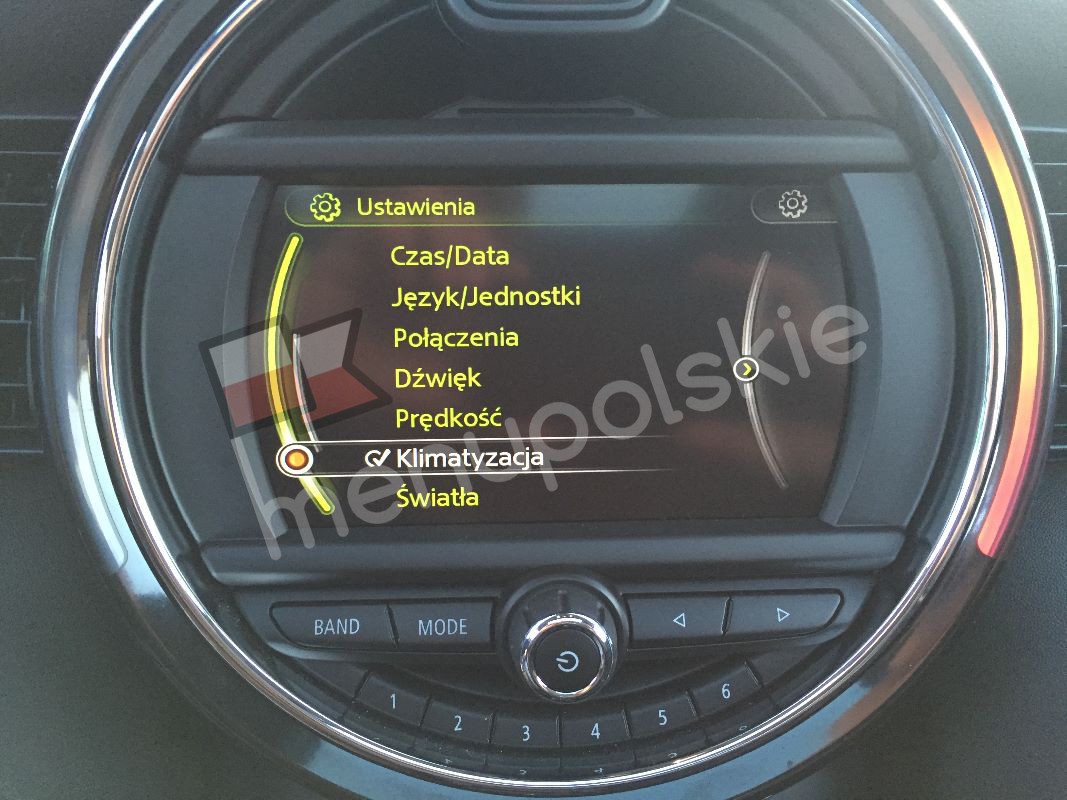 Ustawienia
Czas/Data
Język/Jednostki
Połączenia
Dźwięk
Prędkość
Klimatyzacja
Światła
menupolskie
BAND
MODE
1
2
3
4
5
6